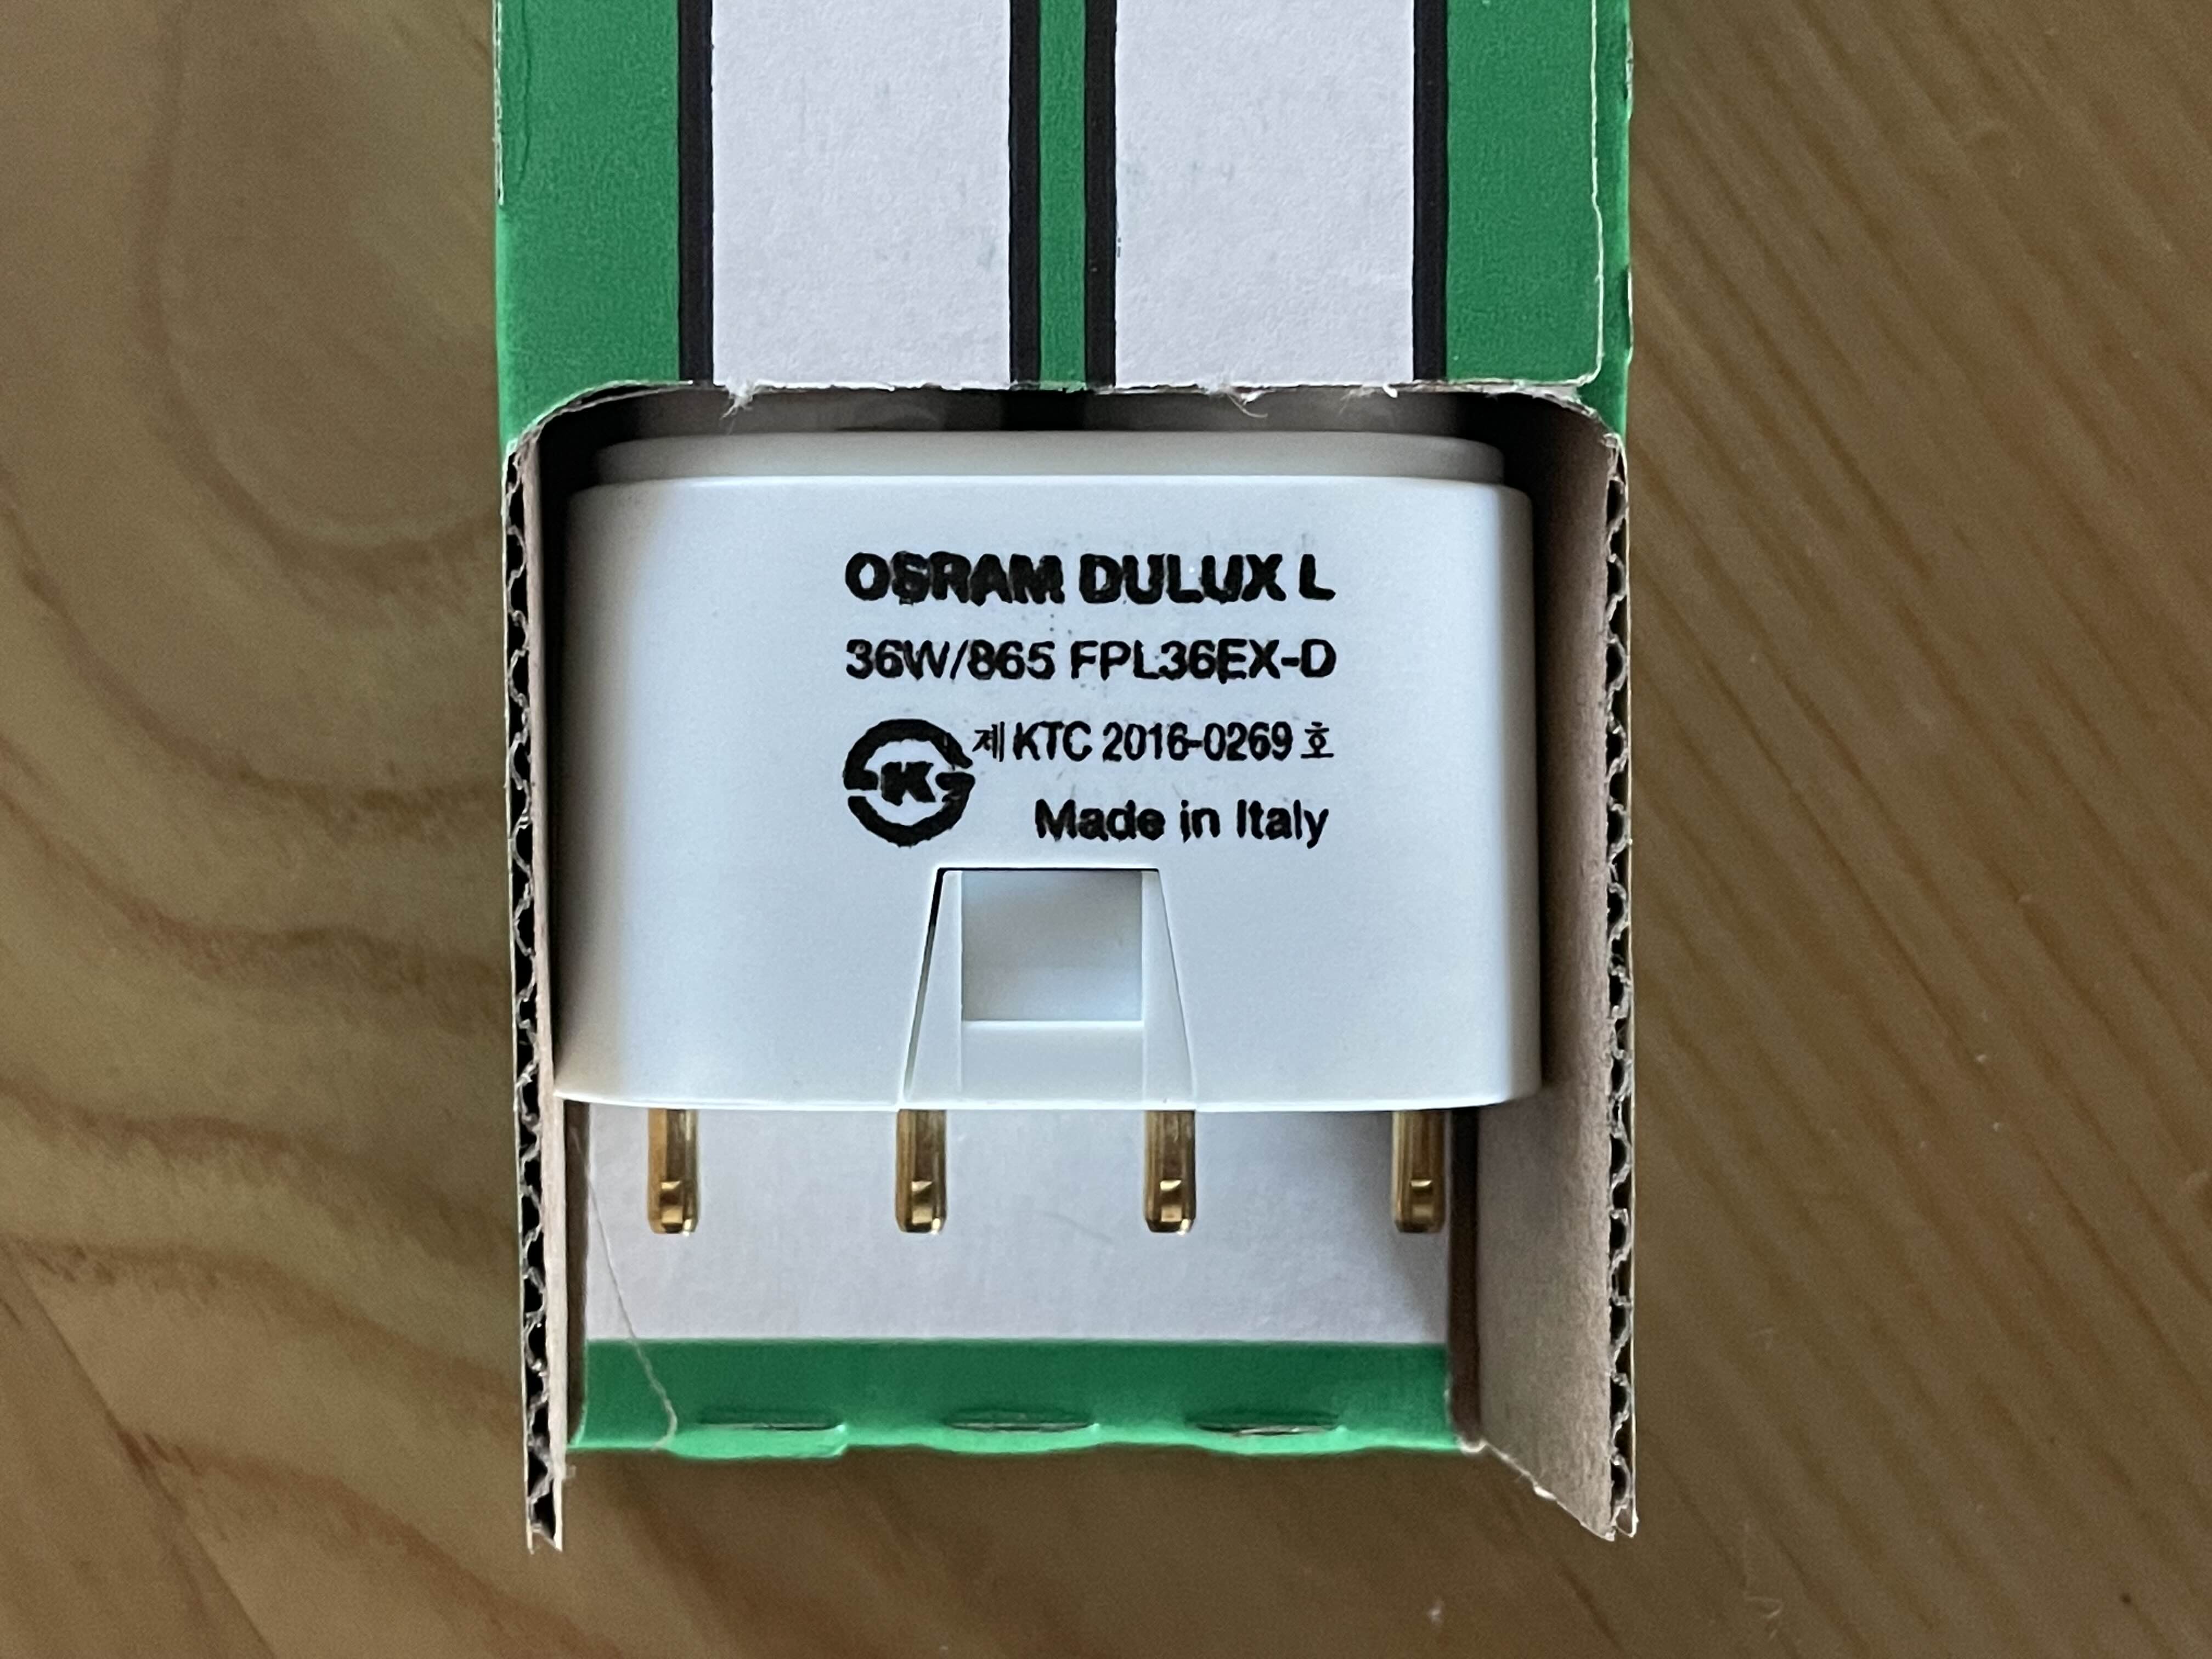 OSRAM DULUX L
36W/865 FPL36EX-D
K 제 KTC 2016-0269 호
Made in Italy